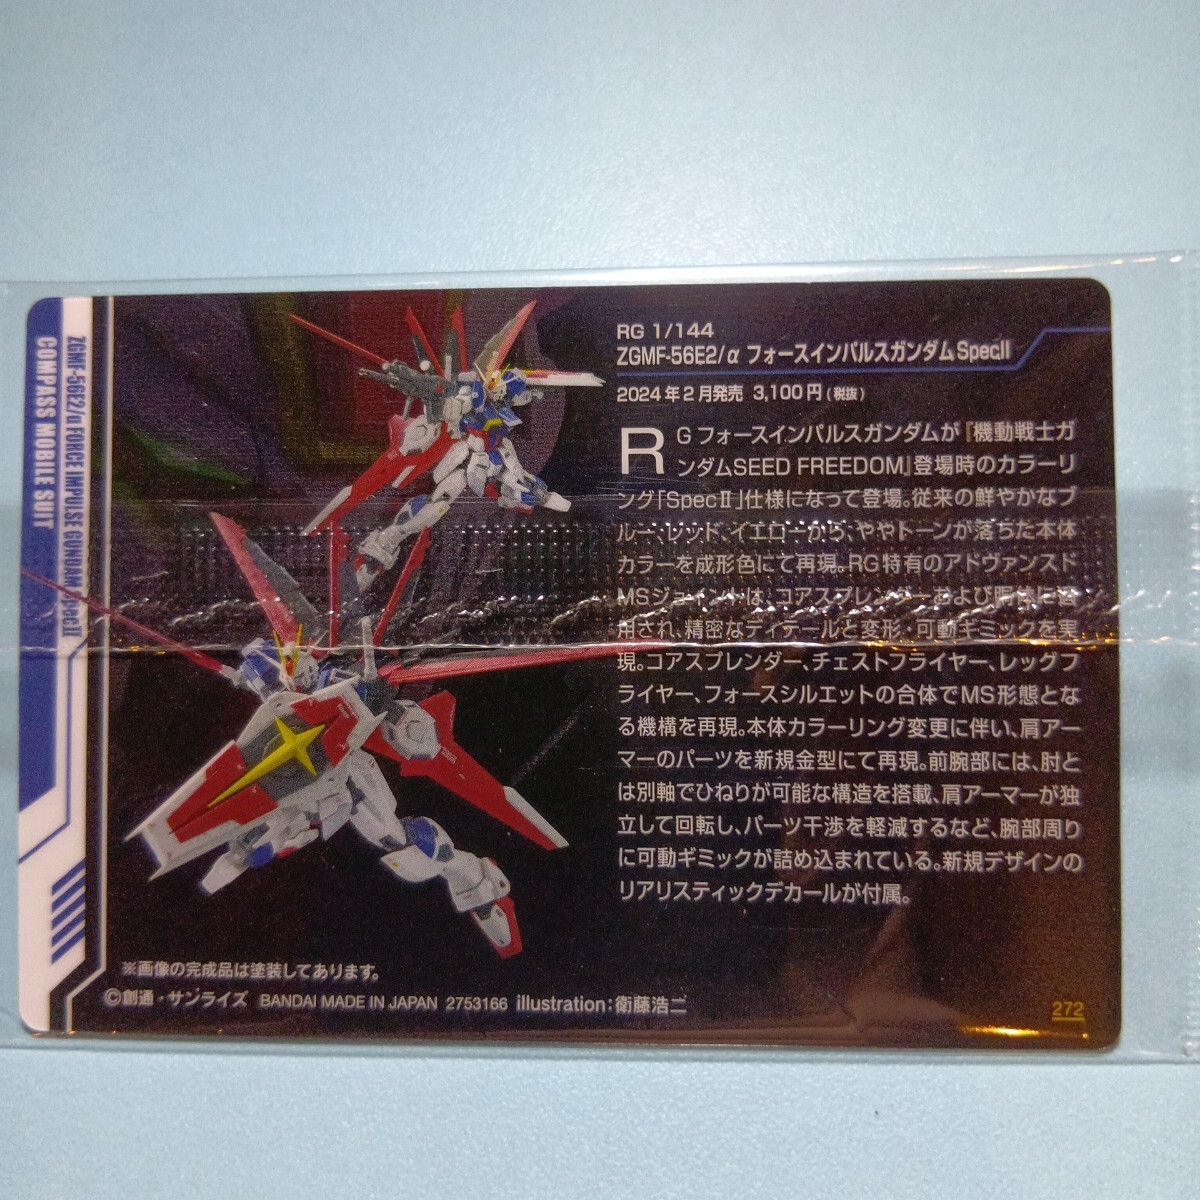 ZGMF-56E2/α FORCE IMPULSE GUNDAM SpecII
COMPASS MOBILE SUIT
RG 1/144
ZGMF-56E2/α フォースインパルスガンダムSpecⅡ
2024年2月発売 3,100円(税抜)
RGフォースインパルスガンダムが『機動戦士ガ
ンダムSEED FREEDOM』登場時のカラーリ
ング「SpecⅡ」仕様になって登場。従来の鮮やかなブ
ルー、レッド、イエローから、ややトーンが落ちた本体
カラーを成形色にて再現。RG特有のアドヴァンスド
MSジョイントは、コアスプレンダーおよび胴体に
用され、精密なディテールと変形・可動ギミックを実
現。コアスプレンダー、チェストフライヤー、レッグフ
ライヤー、フォースシルエットの合体でMS形態とな
る機構を再現。本体カラーリング変更に伴い、肩アー
マーのパーツを新規金型にて再現。前腕部には、肘と
は別軸でひねりが可能な構造を搭載、肩アーマーが独
立して回転し、パーツ干渉を軽減するなど、腕部周り
に可動ギミックが詰め込まれている。新規デザインの
リアリスティックデカールが付属。
※画像の完成品は塗装してあります。
©創通・サンライズ BANDAI MADE IN JAPAN 2753166 illustration:衛藤浩二
272